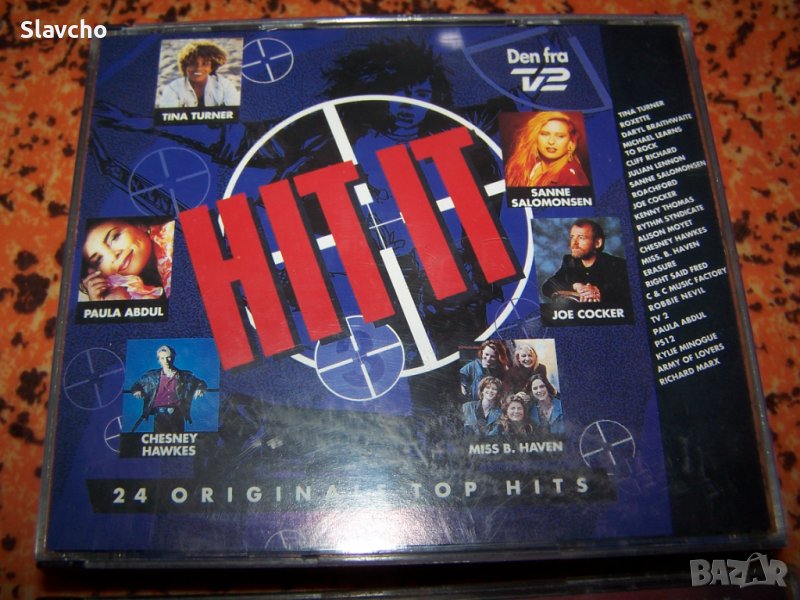 Slavcho
TINA TURNER
Den fra
TV2
HIT IT
SANNE
SALOMONSEN
PAULA ABDUL
JOE COCKER
CHESNEY
HAWKES
MISS B. HAVEN
24 ORIGINALE TOP HITS
TINA TURNER
ROXETTE
DARYL BRAITHWAITE
MICHAEL LEARNS
TO ROCK
CLIFF RICHARD
JULIAN LENNON
SANNE SALOMONSEN
ROACHFORD
JOE COCKER
KENNY THOMAS
RYTHM SYNDICATE
ALISON MOYET
CHESNEY HAWKES
MISS. B. HAVEN
ERASURE
RIGHT SAID FRED
C & C MUSIC FACTORY
ROBBIE NEVIL
TV 2
PAULA ABDUL
PS12
KYLIE MINOGUE
ARMY OF LOVERS
RICHARD MARX
BAZAR